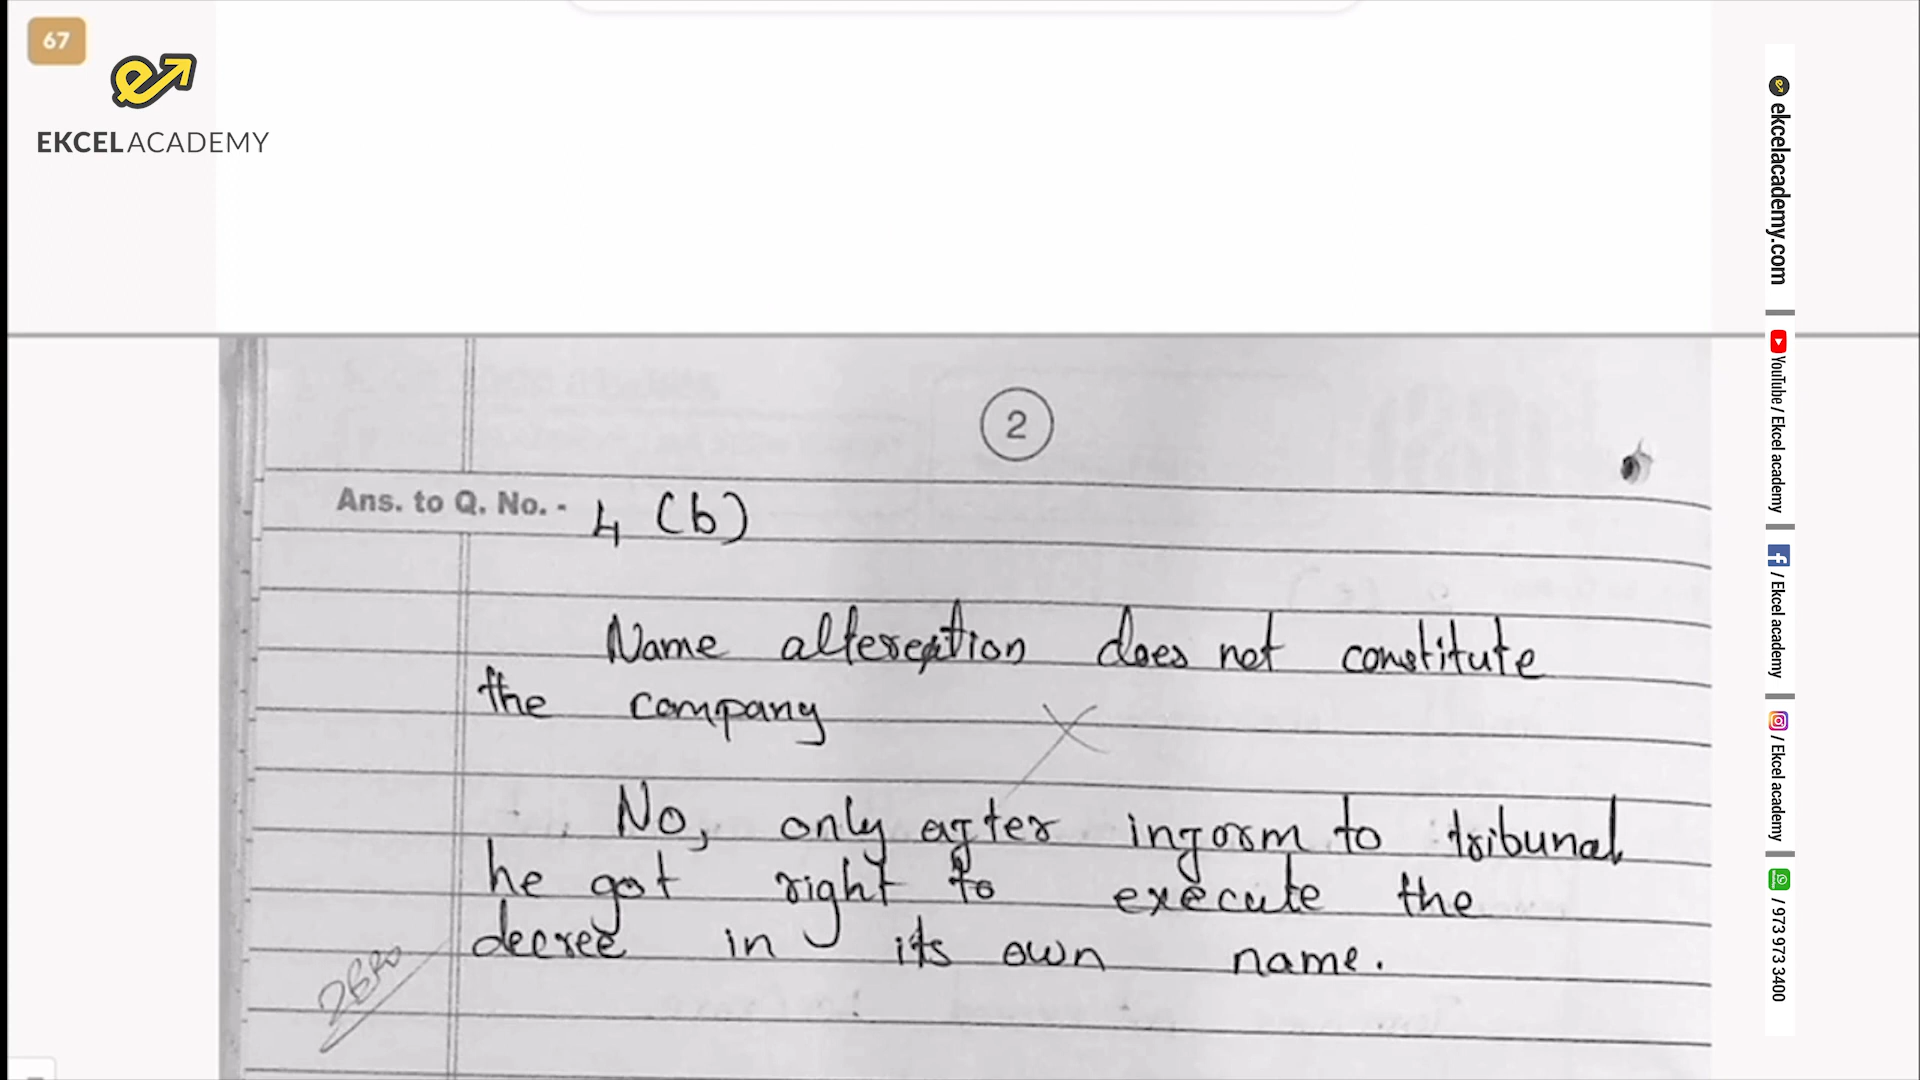 67
EKCELACADEMY
2
Ans. to Q. No. - 4 (b)
Name alteration does not constitute
the company
No, only after inform to tribunal
he got right to execute the
decree in its own name.
ZERO
ekcelacademy.com
YouTube / Ekcel academy
/ Ekcel academy
/ Ekcel academy
/ 973 973 3400